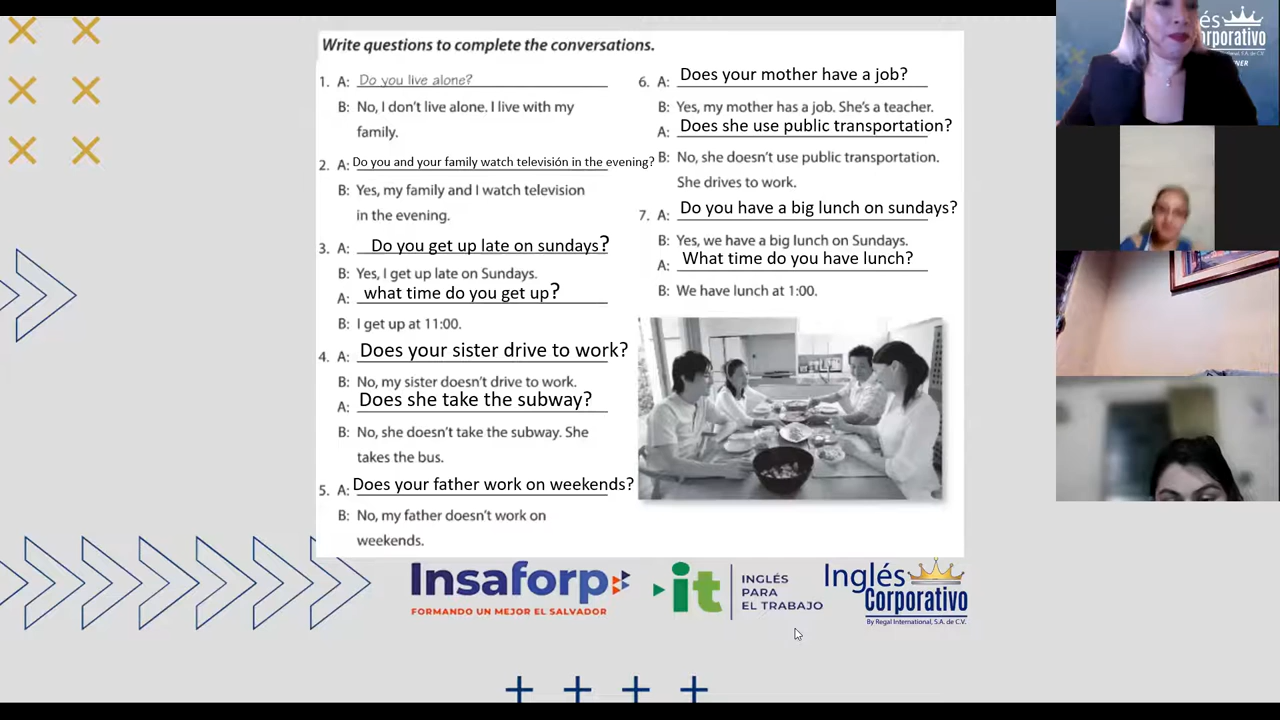 Write questions to complete the conversations.
1. A: Do you live alone?
B: No, I don't live alone. I live with my
family.
2. A: Do you and your family watch televisión in the evening?
B: Yes, my family and I watch television
in the evening.
3. A: Do you get up late on sundays?
B: Yes, I get up late on Sundays.
A: what time do you get up?
B: I get up at 11:00.
4. A: Does your sister drive to work?
B: No, my sister doesn't drive to work.
A: Does she take the subway?
B: No, she doesn't take the subway. She
takes the bus.
5. A: Does your father work on weekends?
B: No, my father doesn't work on
weekends.
6. A: Does your mother have a job?
B: Yes, my mother has a job. She's a teacher.
A: Does she use public transportation?
B: No, she doesn't use public transportation.
She drives to work.
7. A: Do you have a big lunch on sundays?
B: Yes, we have a big lunch on Sundays.
A: What time do you have lunch?
B: We have lunch at 1:00.
Insaforp
FORMANDO UN MEJOR EL SALVADOR
it
INGLÉS
PARA
EL TRABAJO
Inglés
Corporativo
By Regal International, S.A. de C.V.